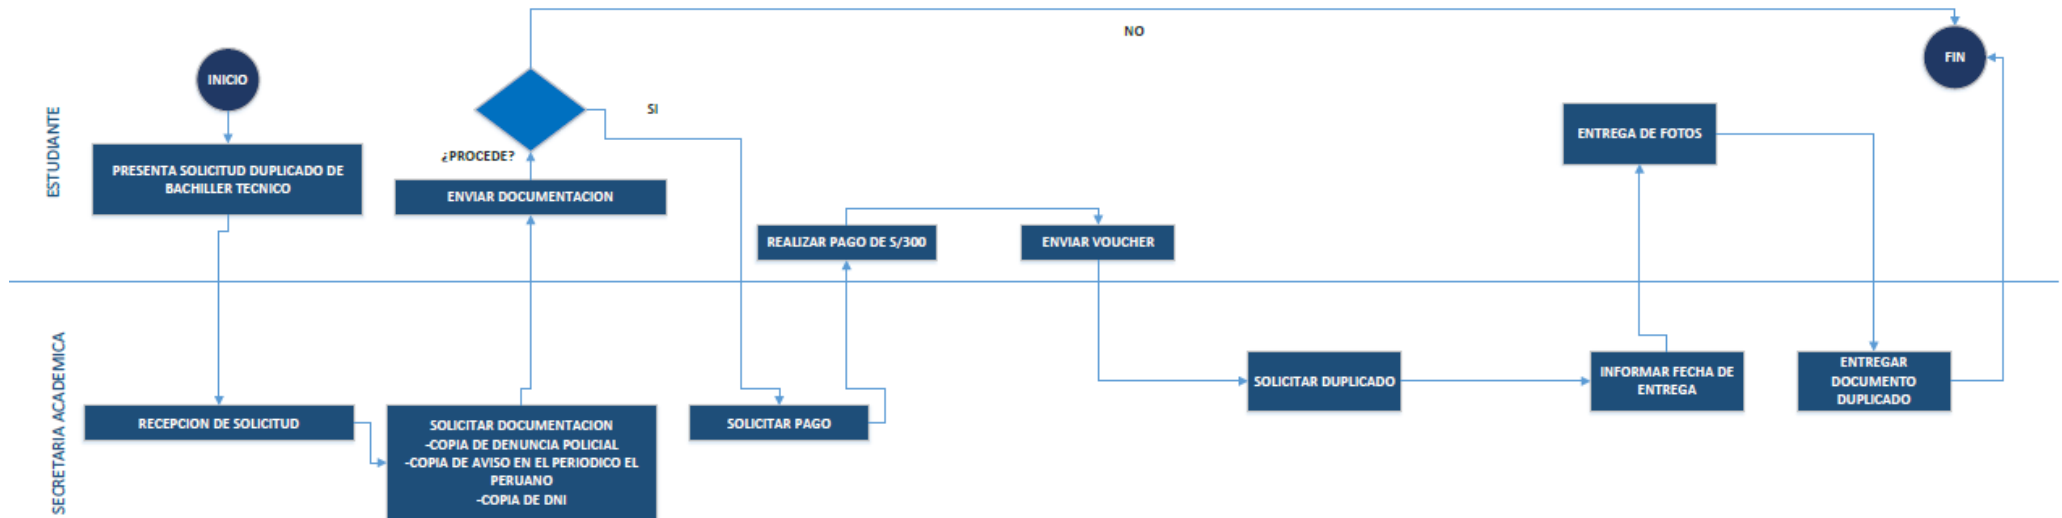 ESTUDIANTE
INICIO
PRESENTA SOLICITUD DUPLICADO DE
BACHILLER TECNICO
¿PROCEDE?
ENVIAR DOCUMENTACION
SI
NO
FIN
REALIZAR PAGO DE S/300
ENVIAR VOUCHER
ENTREGA DE FOTOS
SECRETARIA ACADEMICA
RECEPCION DE SOLICITUD
SOLICITAR DOCUMENTACION
-COPIA DE DENUNCIA POLICIAL
-COPIA DE AVISO EN EL PERIODICO EL
PERUANO
-COPIA DE DNI
SOLICITAR PAGO
SOLICITAR DUPLICADO
INFORMAR FECHA DE
ENTREGA
ENTREGAR
DOCUMENTO
DUPLICADO